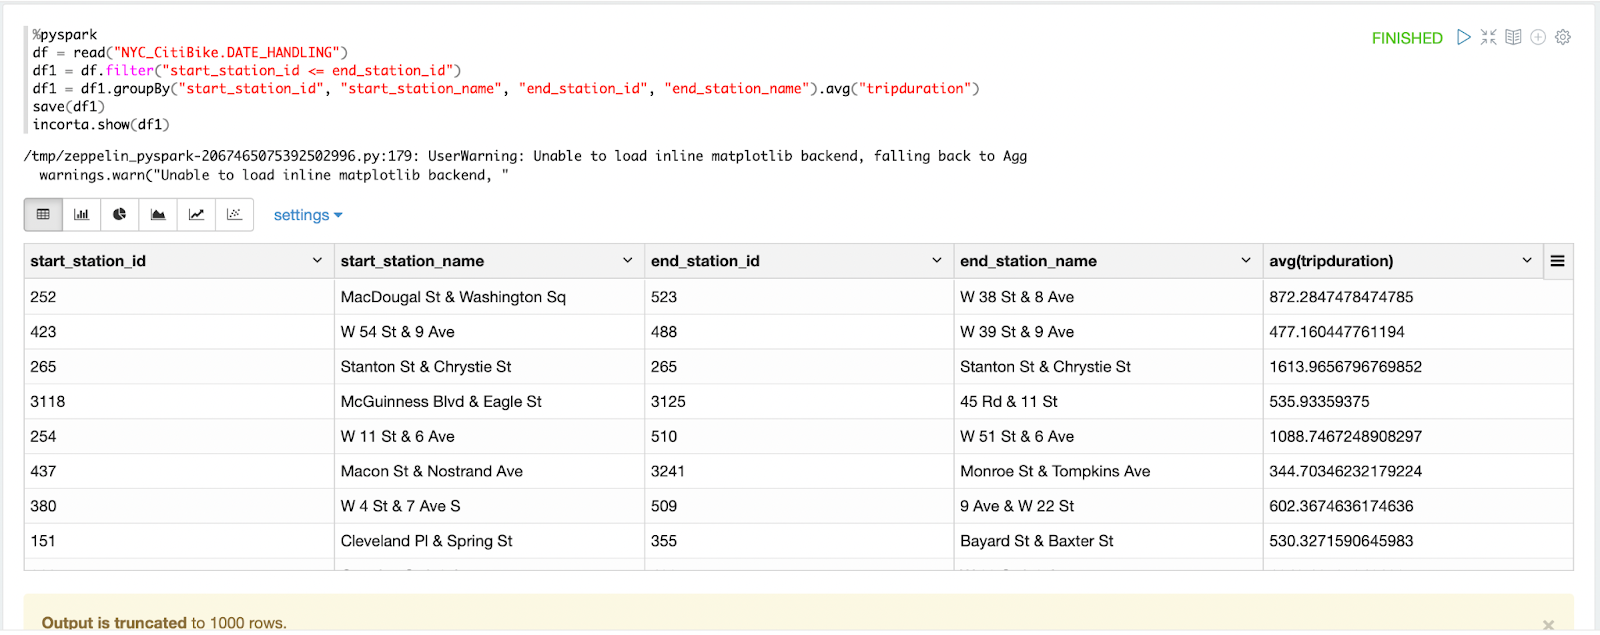 %pyspark
FINISHED
df = read("NYC_CitiBike.DATE_HANDLING")
df1 = df.filter("start_station_id <= end_station_id")
df1 = df1.groupBy("start_station_id", "start_station_name", "end_station_id", "end_station_name").avg("tripduration")
save(df1)
incorta.show(df1)
/tmp/zeppelin_pyspark-2067465075392502996.py:179: UserWarning: Unable to load inline matplotlib backend, falling back to Agg
warnings.warn("Unable to load inline matplotlib backend, "
settings
start_station_id start_station_name end_station_id end_station_name avg(tripduration)
252 MacDougal St & Washington Sq 523 W 38 St & 8 Ave 872.2847478474785
423 W 54 St & 9 Ave 488 W 39 St & 9 Ave 477.160447761194
265 Stanton St & Chrystie St 265 Stanton St & Chrystie St 1613.9656796769852
3118 McGuinness Blvd & Eagle St 3125 45 Rd & 11 St 535.93359375
254 W 11 St & 6 Ave 510 W 51 St & 6 Ave 1088.7467248908297
437 Macon St & Nostrand Ave 3241 Monroe St & Tompkins Ave 344.70346232179224
380 W 4 St & 7 Ave S 509 9 Ave & W 22 St 602.3674636174636
151 Cleveland Pl & Spring St 355 Bayard St & Baxter St 530.3271590645983
Output is truncated to 1000 rows.